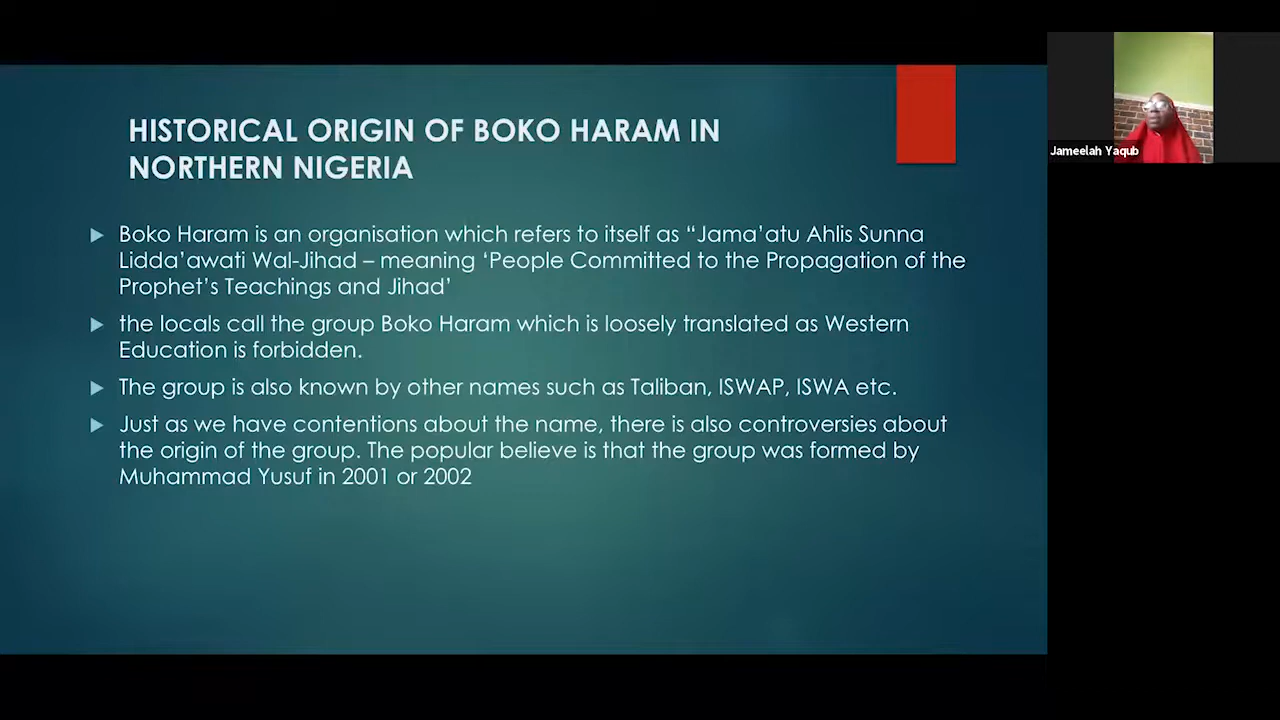 HISTORICAL ORIGIN OF BOKO HARAM IN
NORTHERN NIGERIA
Boko Haram is an organisation which refers to itself as “Jama’atu Ahlis Sunna
Lidda’awati Wal-Jihad – meaning ‘People Committed to the Propagation of the
Prophet’s Teachings and Jihad’
the locals call the group Boko Haram which is loosely translated as Western
Education is forbidden.
The group is also known by other names such as Taliban, ISWAP, ISWA etc.
Just as we have contentions about the name, there is also controversies about
the origin of the group. The popular believe is that the group was formed by
Muhammad Yusuf in 2001 or 2002
Jameelah Yaqub